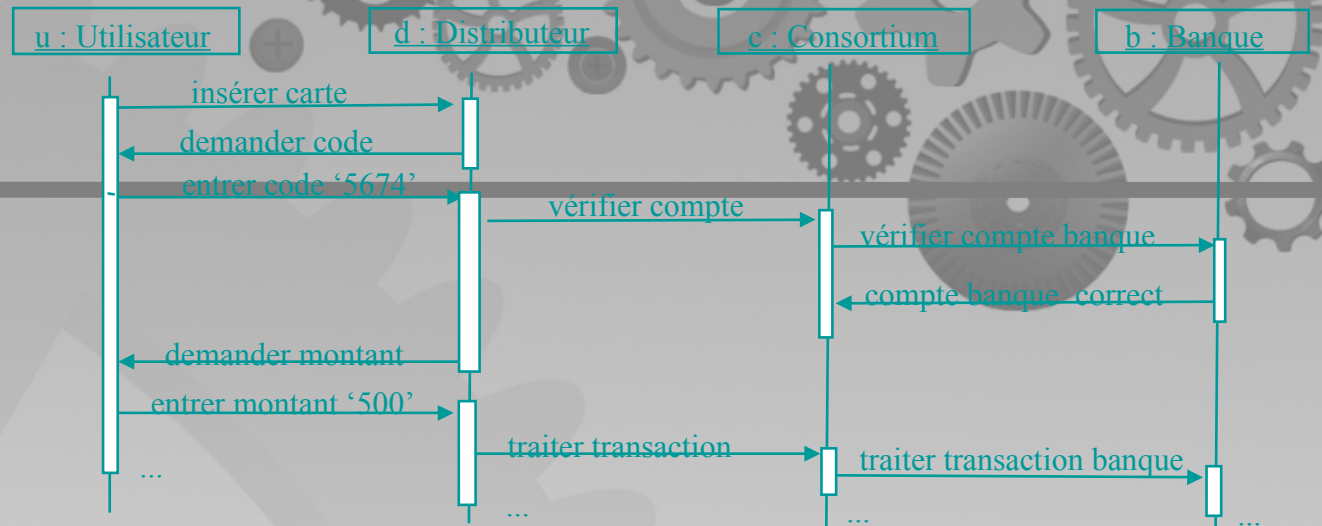 u : Utilisateur
d : Distributeur
c : Consortium
b : Banque
insérer carte
demander code
entrer code ‘5674’
vérifier compte
vérifier compte banque
compte banque correct
demander montant
entrer montant ‘500’
traiter transaction
traiter transaction banque
...
...
...
...